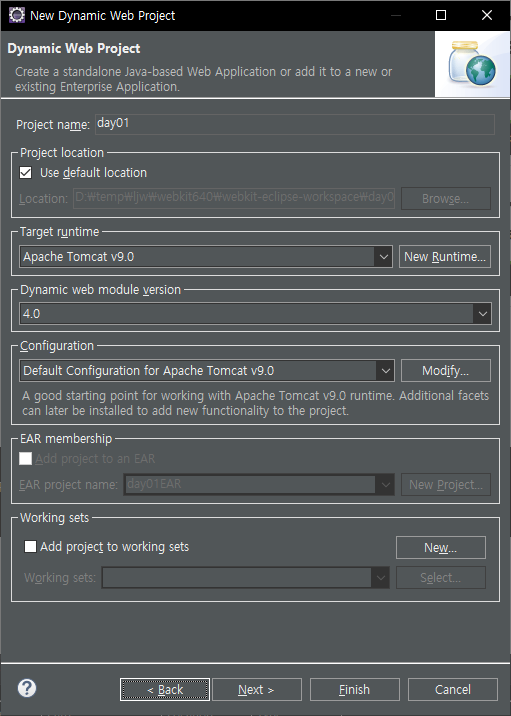 New Dynamic Web Project
Dynamic Web Project
Create a standalone Java-based Web Application or add it to a new or
existing Enterprise Application.
Project name: day01
Project location
Use default location
Location: D:₩temp₩ljw₩webkit640₩webkit-eclipse-workspace₩day0 Browse...
Target runtime
Apache Tomcat v9.0 New Runtime...
Dynamic web module version
4.0
Configuration
Default Configuration for Apache Tomcat v9.0 Modify...
A good starting point for working with Apache Tomcat v9.0 runtime. Additional facets
can later be installed to add new functionality to the project.
EAR membership
Add project to an EAR
EAR project name: day01EAR New Project...
Working sets
Add project to working sets New...
Working sets: Select...
? < Back Next > Finish Cancel